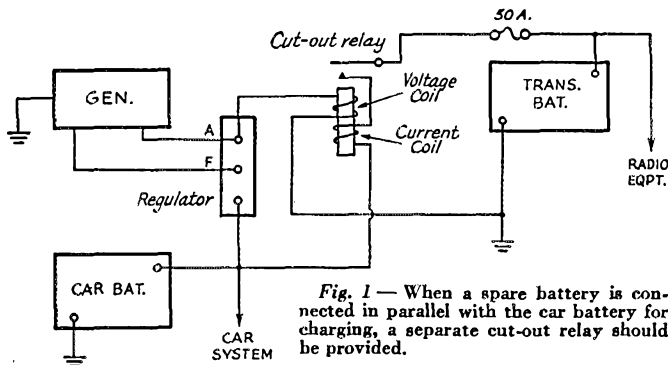 50 A.
Cut-out relay
Voltage
Coil
GEN.
TRANS.
BAT.
A
Current
Coil
F
RADIO
EQPT.
Regulator
CAR BAT.
CAR
SYSTEM
Fig. 1 — When a spare battery is con-
nected in parallel with the car battery for
charging, a separate cut-out relay should
be provided.